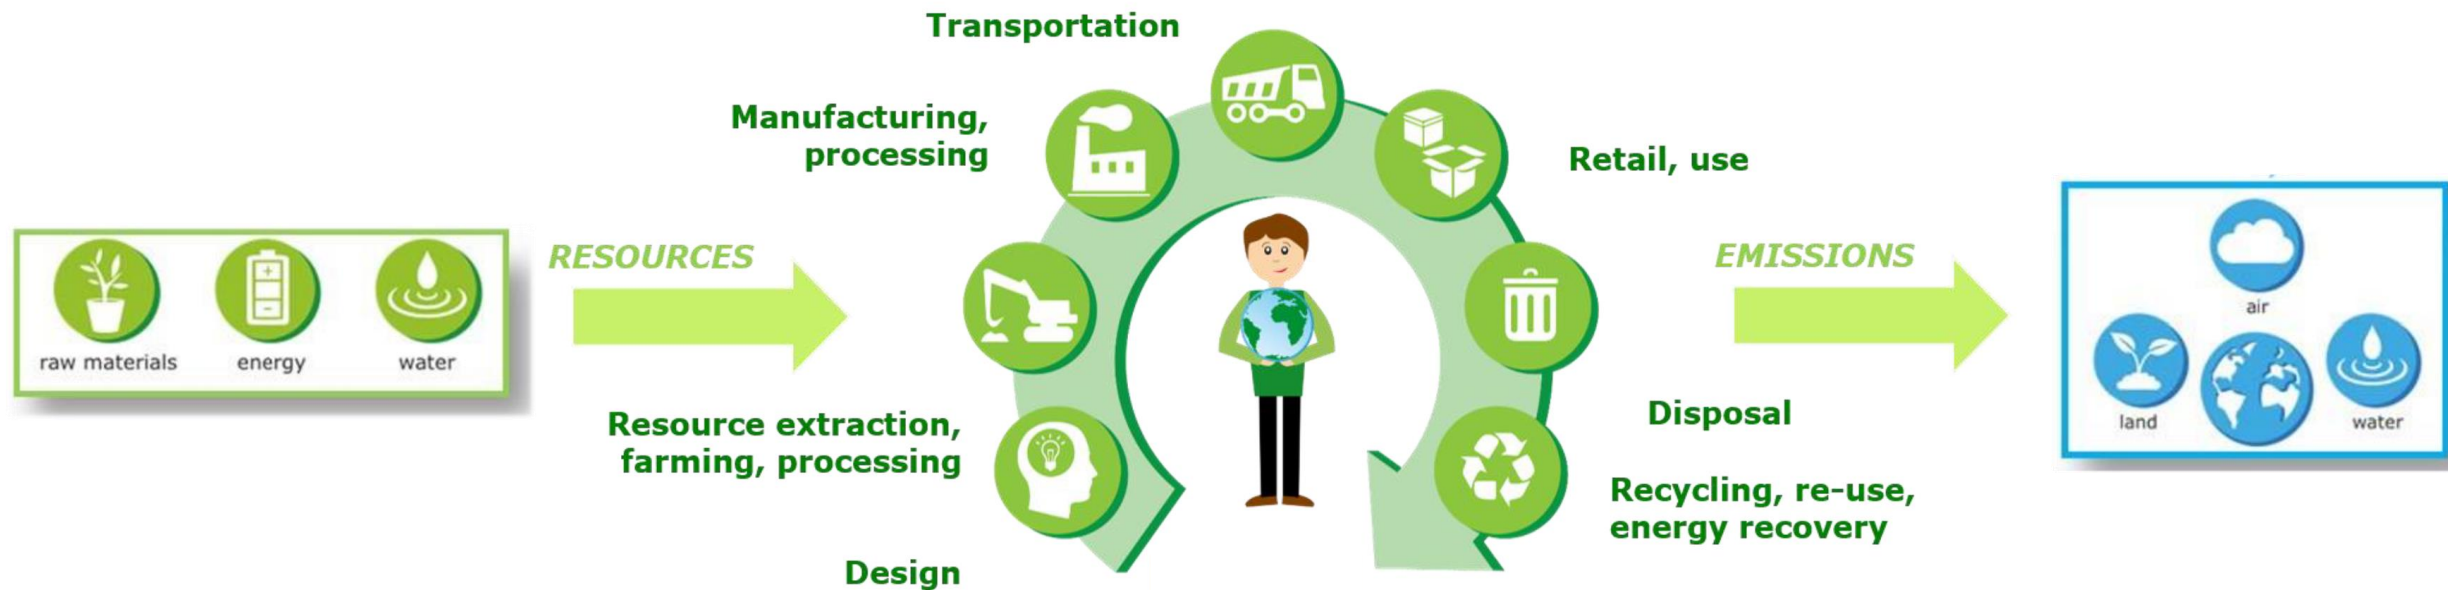 Transportation
Manufacturing,
processing
Retail, use
RESOURCES
raw materials
energy
water
Resource extraction,
farming, processing
Design
EMISSIONS
air
land
water
Disposal
Recycling, re-use,
energy recovery